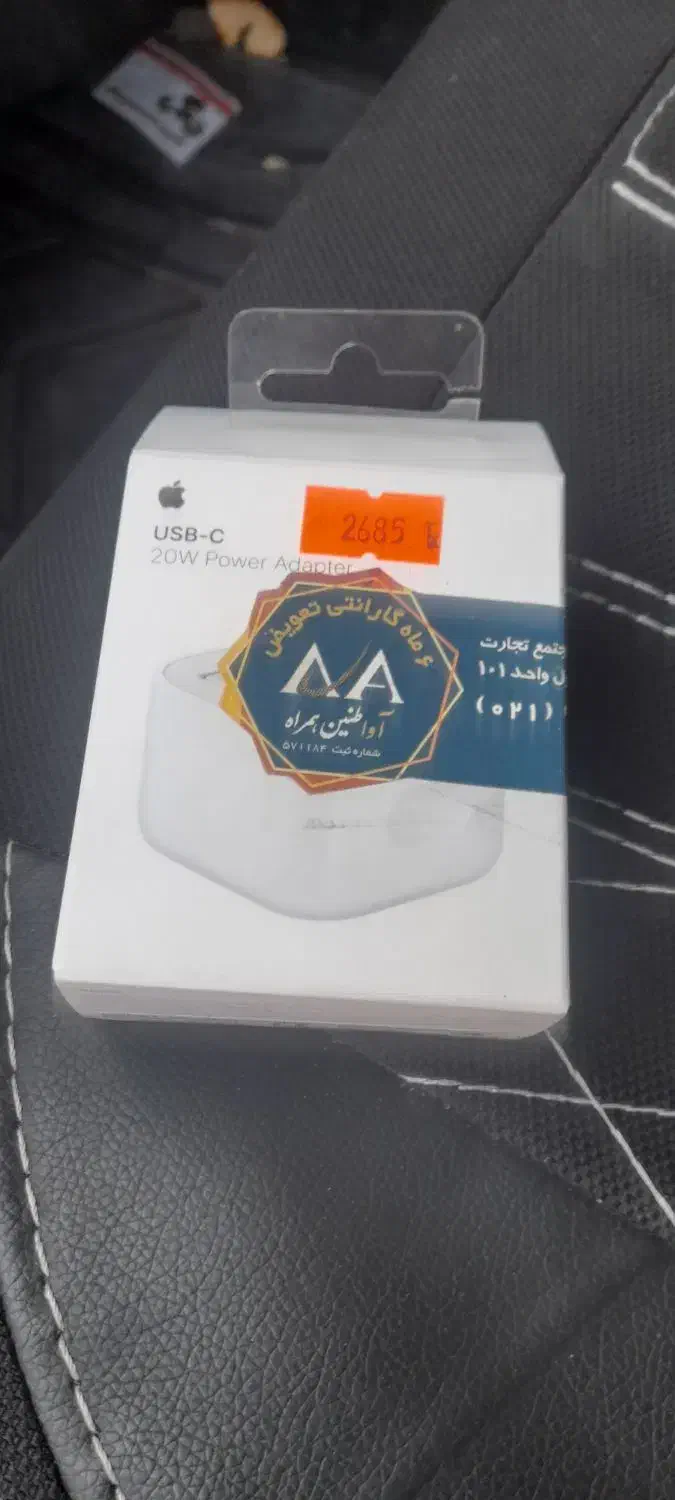 USB-C
20W Power Adapter
2685
۶ ماه گارانتی تعویض
AA
آوا طنین همراه
شماره ثبت ۵۷۱۱۸۴
تجارت
واحد ۱۰۱
(۰۲۱)